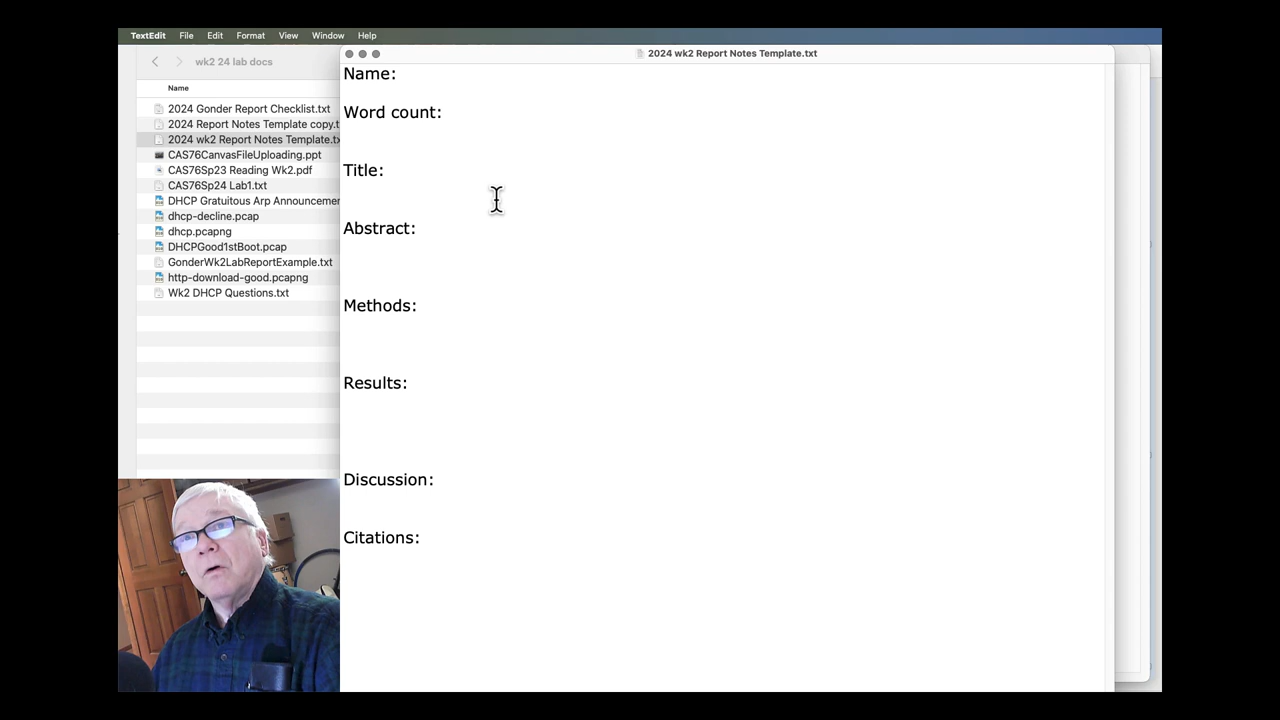 TextEdit File Edit Format View Window Help
2024 wk2 Report Notes Template.txt
wk2 24 lab docs
Name
2024 Gonder Report Checklist.txt
2024 Report Notes Template copy.t
2024 wk2 Report Notes Template.tx
CAS76CanvasFileUploading.ppt
CAS76Sp23 Reading Wk2.pdf
CAS76Sp24 Lab1.txt
DHCP Gratuitous Arp Announcemen
dhcp-decline.pcap
dhcp.pcapng
DHCPGood1stBoot.pcap
GonderWk2LabReportExample.txt
http-download-good.pcapng
Wk2 DHCP Questions.txt
Name:
Word count:
Title:
Abstract:
Methods:
Results:
Discussion:
Citations: